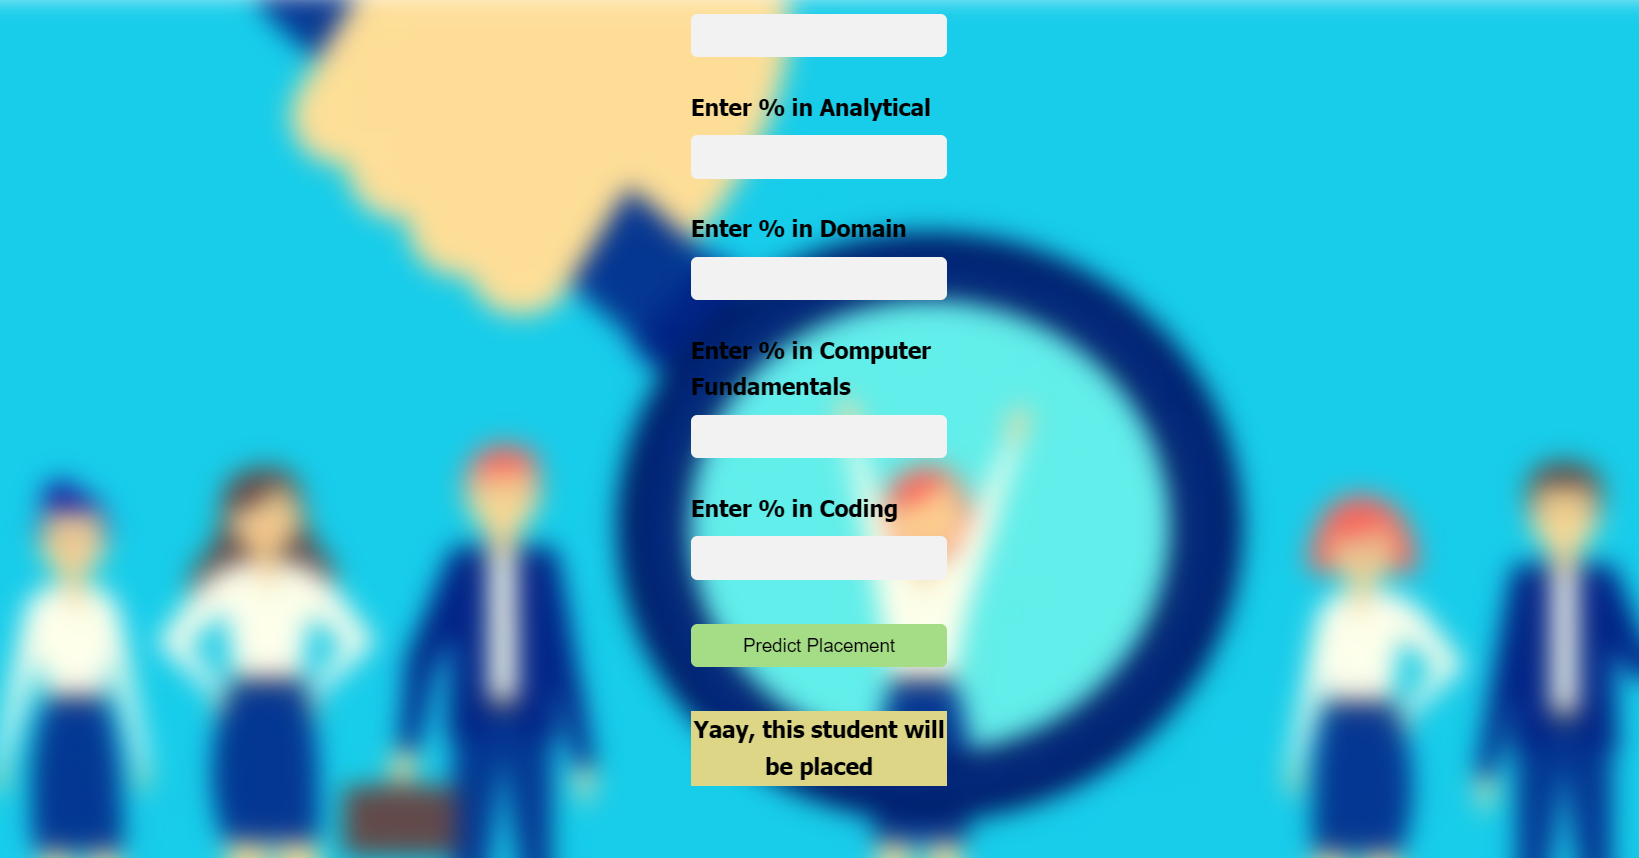 Enter % in Analytical
Enter % in Domain
Enter % in Computer
Fundamentals
Enter % in Coding
Predict Placement
Yaay, this student will
be placed